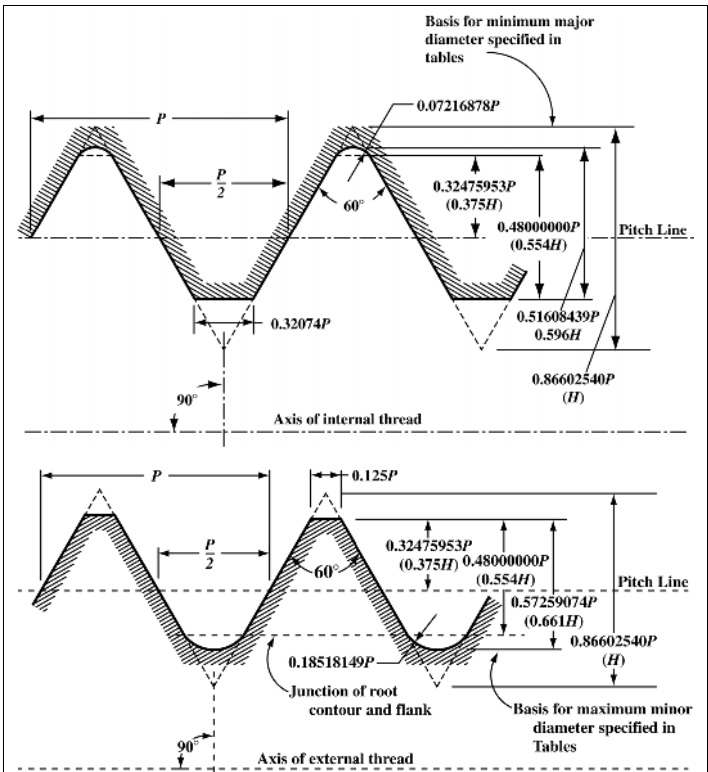 Basis for minimum major
diameter specified in
tables
0.07216878P
P
P
2
60°
0.32475953P
(0.375H)
0.48000000P
(0.554H)
Pitch Line
0.32074P
0.51608439P
0.596H
0.86602540P
(H)
90°
Axis of internal thread
P
0.125P
P
2
60°
0.32475953P
(0.375H)
0.48000000P
(0.554H)
Pitch Line
0.57259074P
(0.661H)
0.86602540P
(H)
0.18518149P
Junction of root
contour and flank
Basis for maximum minor
diameter specified in
Tables
90°
Axis of external thread